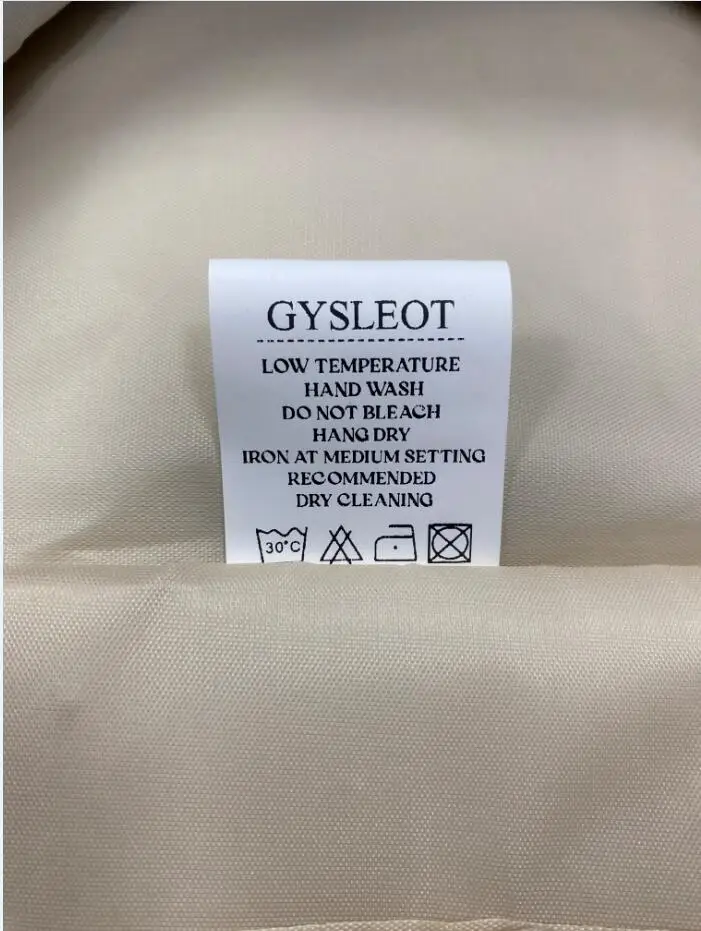 GYSLEOT
LOW TEMPERATURE
HAND WASH
DO NOT BLEACH
HANG DRY
IRON AT MEDIUM SETTING
RECOMMENDED
DRY CLEANING
30°C